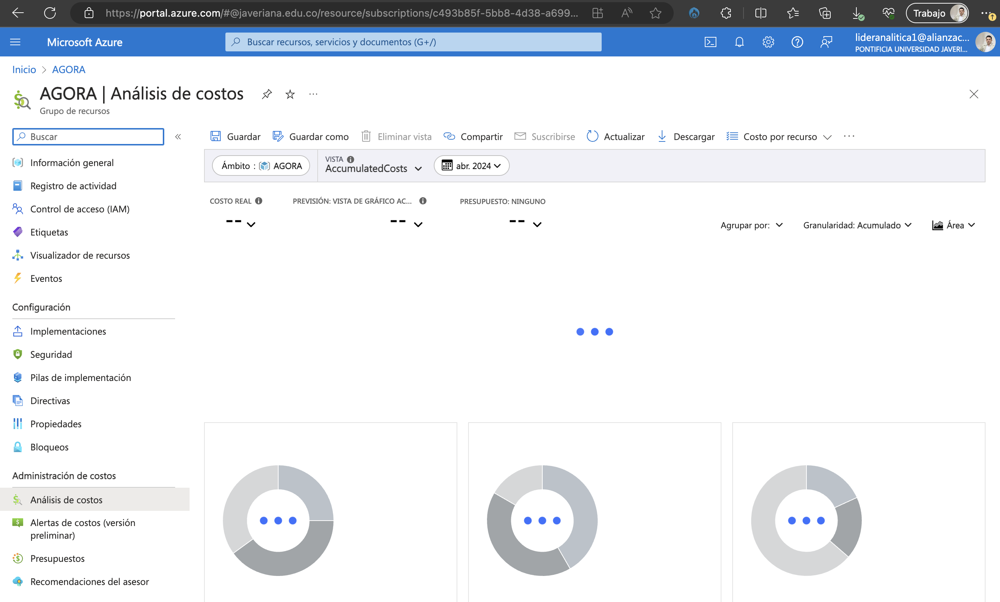 https://portal.azure.com/#@javeriana.edu.co/resource/subscriptions/c493b85f-5bb8-4d38-a699...
Trabajo
Microsoft Azure
Buscar recursos, servicios y documentos (G+/)
lideranalitica1@alianzac...
PONTIFICIA UNIVERSIDAD JAVERI...
Inicio > AGORA
AGORA | Análisis de costos
Grupo de recursos
Buscar
Guardar Guardar como Eliminar vista Compartir Suscribirse Actualizar Descargar Costo por recurso
Ámbito : AGORA
VISTA
AccumulatedCosts
abr. 2024
COSTO REAL
--
PREVISIÓN: VISTA DE GRÁFICO AC...
--
PRESUPUESTO: NINGUNO
--
Agrupar por:
Granularidad: Acumulado
Área
Información general
Registro de actividad
Control de acceso (IAM)
Etiquetas
Visualizador de recursos
Eventos
Configuración
Implementaciones
Seguridad
Pilas de implementación
Directivas
Propiedades
Bloqueos
Administración de costos
Análisis de costos
Alertas de costos (versión
preliminar)
Presupuestos
Recomendaciones del asesor